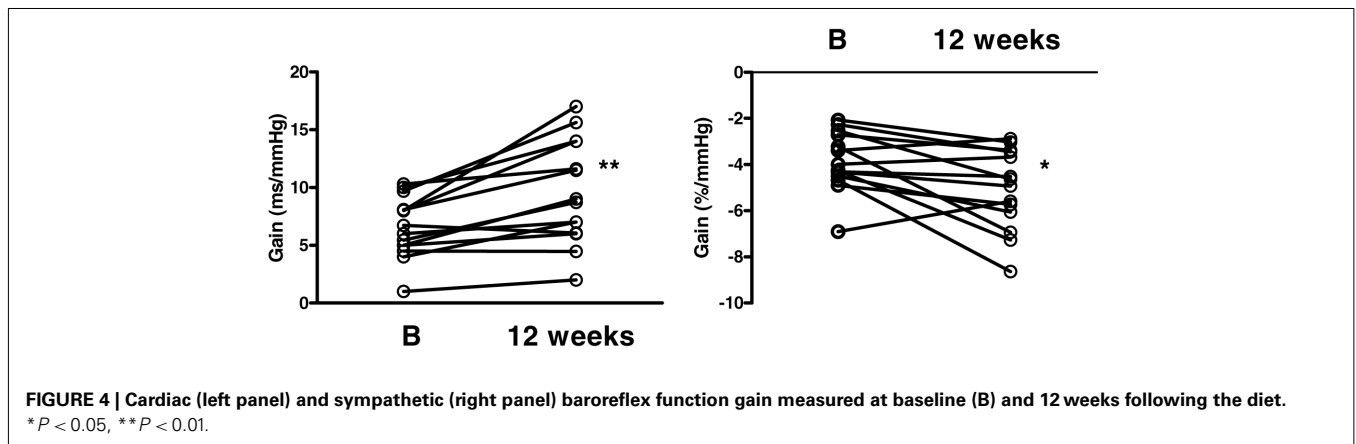 B 12 weeks
20
15
10
5
0
Gain (ms/mmHg)
**
B 12 weeks
0
-2
-4
-6
-8
-10
Gain (%/mmHg)
*
FIGURE 4 | Cardiac (left panel) and sympathetic (right panel) baroreflex function gain measured at baseline (B) and 12 weeks following the diet.
*P < 0.05, **P < 0.01.